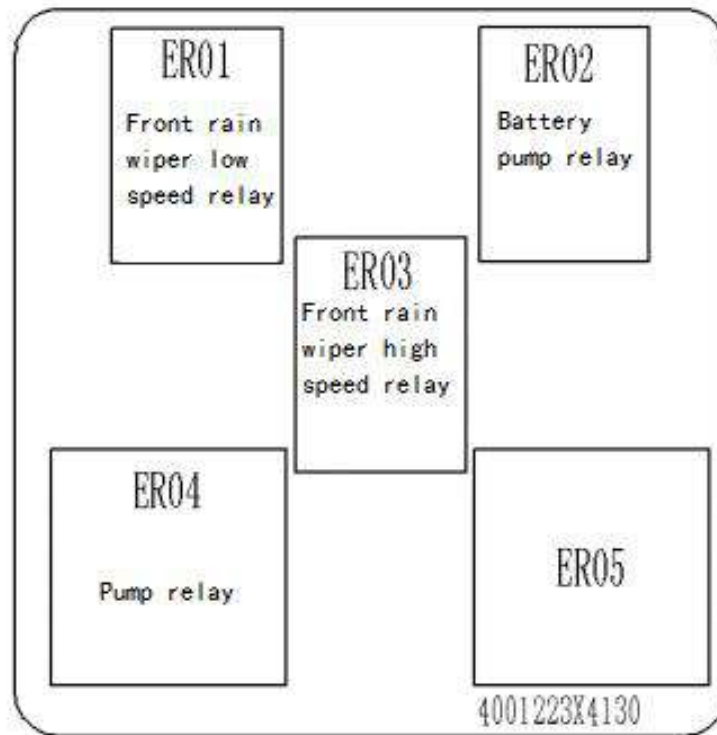 ER01
Front rain
wiper low
speed relay
ER02
Battery
pump relay
ER03
Front rain
wiper high
speed relay
ER04
Pump relay
ER05
4001223X4130